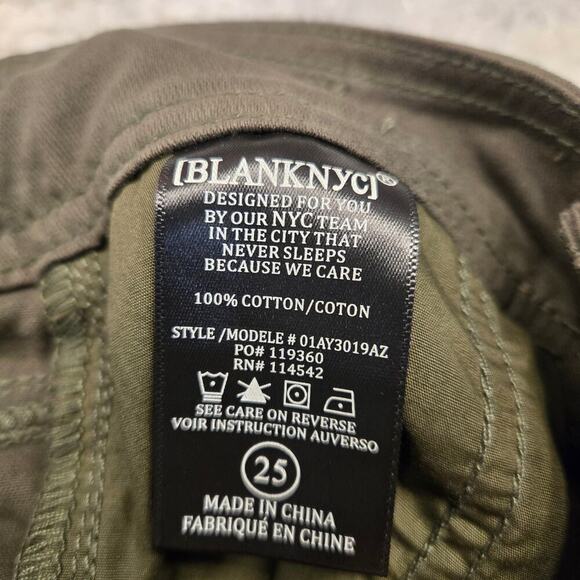 [BLANKNYC]®
DESIGNED FOR YOU
BY OUR NYC TEAM
IN THE CITY THAT
NEVER SLEEPS
BECAUSE WE CARE
100% COTTON/COTON
STYLE /MODELE # 01AY3019AZ
PO# 119360
RN# 114542
SEE CARE ON REVERSE
VOIR INSTRUCTION AUVERSO
25
MADE IN CHINA
FABRIQUÉ EN CHINE